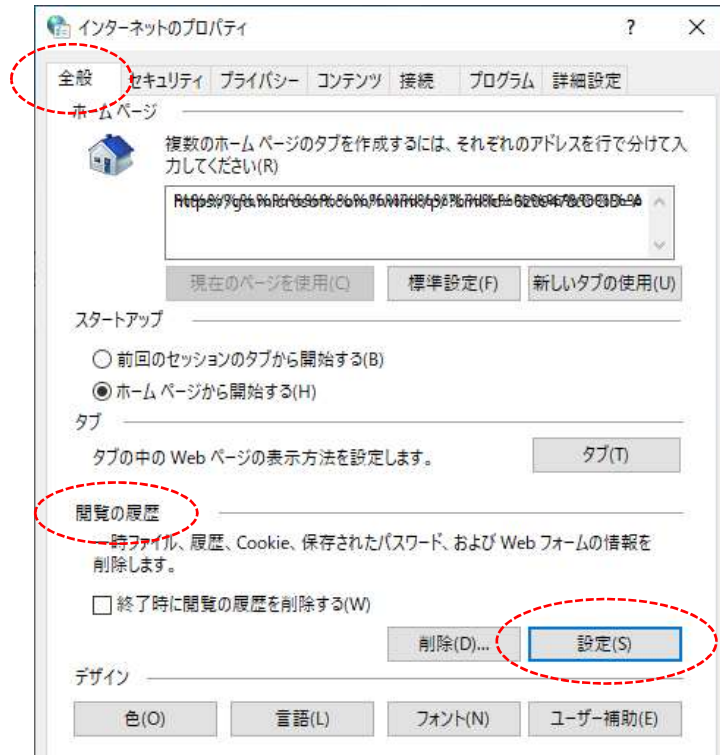 インターネットのプロパティ ? ×
全般 セキュリティ プライバシー コンテンツ 接続 プログラム 詳細設定
ホーム ページ
複数のホーム ページのタブを作成するには、それぞれのアドレスを行で分けて入
力してください(R)
現在のページを使用(C) 標準設定(F) 新しいタブの使用(U)
スタートアップ
前回のセッションのタブから開始する(B)
ホーム ページから開始する(H)
タブ
タブの中の Web ページの表示方法を設定します。 タブ(T)
閲覧の履歴
一時ファイル、履歴、Cookie、保存されたパスワード、および Web フォームの情報を
削除します。
終了時に閲覧の履歴を削除する(W)
削除(D)... 設定(S)
デザイン
色(O) 言語(L) フォント(N) ユーザー補助(E)